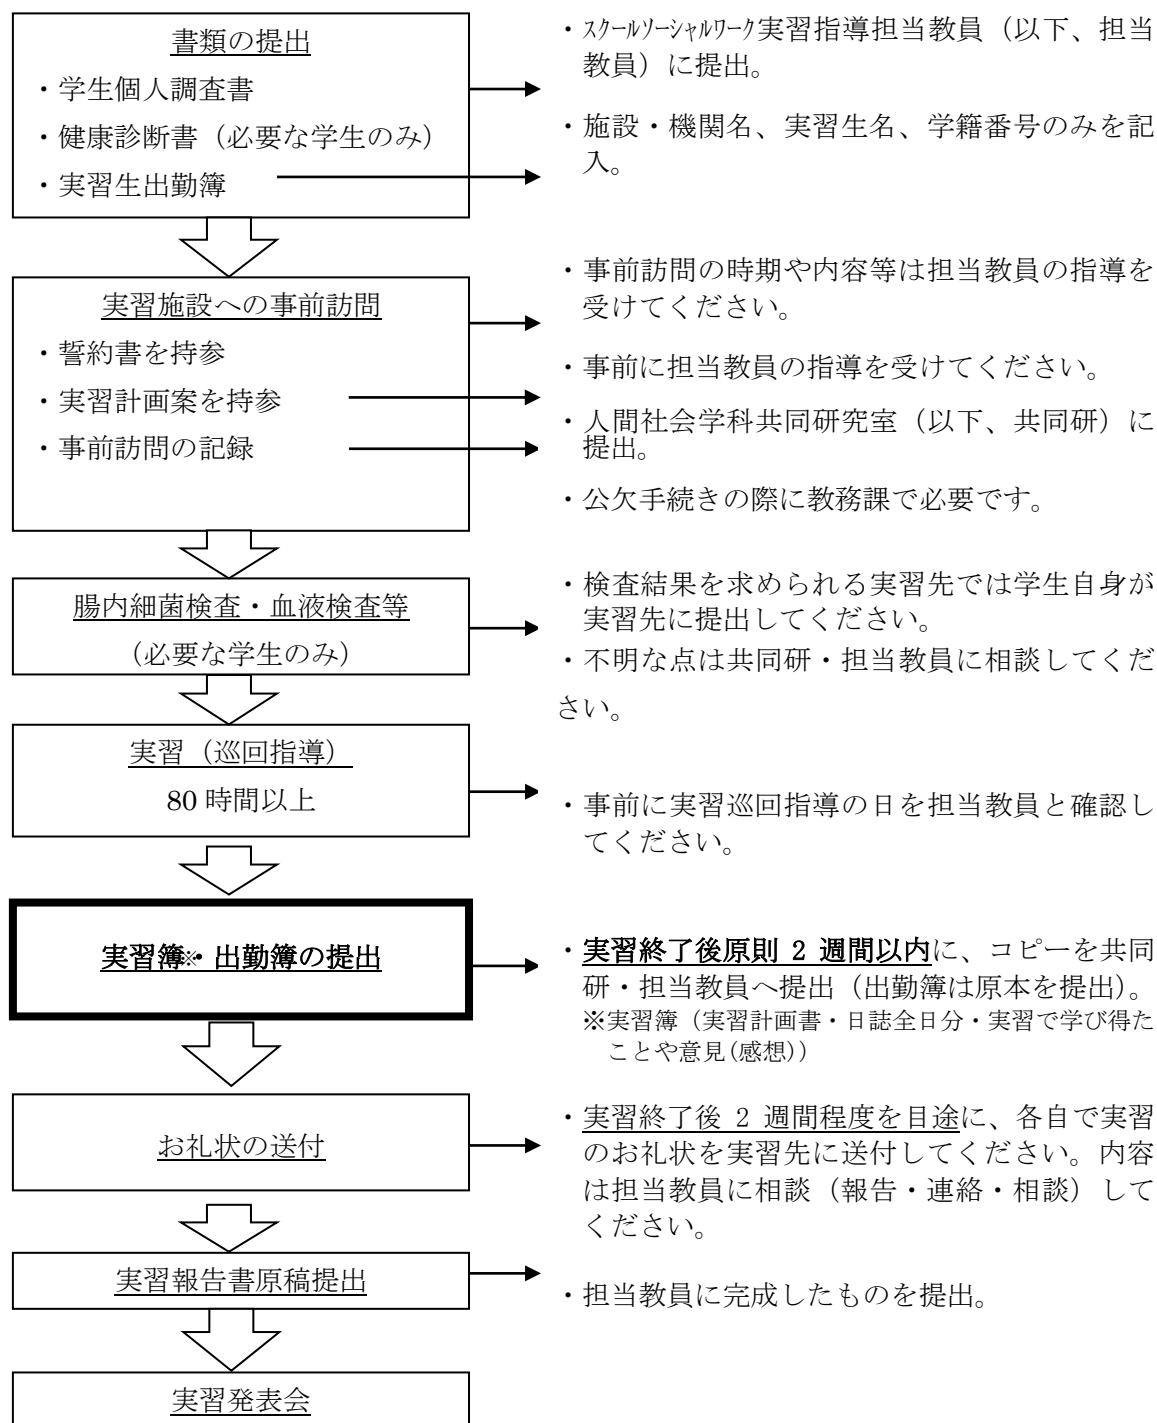 書類の提出
・学生個人調査書
・健康診断書（必要な学生のみ）
・実習生出勤簿
・スクールソーシャルワーク実習指導担当教員（以下、担当
教員）に提出。
・施設・機関名、実習生名、学籍番号のみを記
入。
実習施設への事前訪問
・誓約書を持参
・実習計画案を持参
・事前訪問の記録
・事前訪問の時期や内容等は担当教員の指導を
受けてください。
・事前に担当教員の指導を受けてください。
・人間社会学科共同研究室（以下、共同研）に
提出。
・公欠手続きの際に教務課で必要です。
腸内細菌検査・血液検査等
（必要な学生のみ）
・検査結果を求められる実習先では学生自身が
実習先に提出してください。
・不明な点は共同研・担当教員に相談してくだ
さい。
実習（巡回指導）
80 時間以上
・事前に実習巡回指導の日を担当教員と確認し
てください。
実習簿※・出勤簿の提出
・実習終了後原則 2 週間以内に、コピーを共同
研・担当教員へ提出（出勤簿は原本を提出）。
※実習簿（実習計画書・日誌全日分・実習で学び得た
ことや意見(感想)）
お礼状の送付
・実習終了後 2 週間程度を目途に、各自で実習
のお礼状を実習先に送付してください。内容
は担当教員に相談（報告・連絡・相談）して
ください。
実習報告書原稿提出
・担当教員に完成したものを提出。
実習発表会